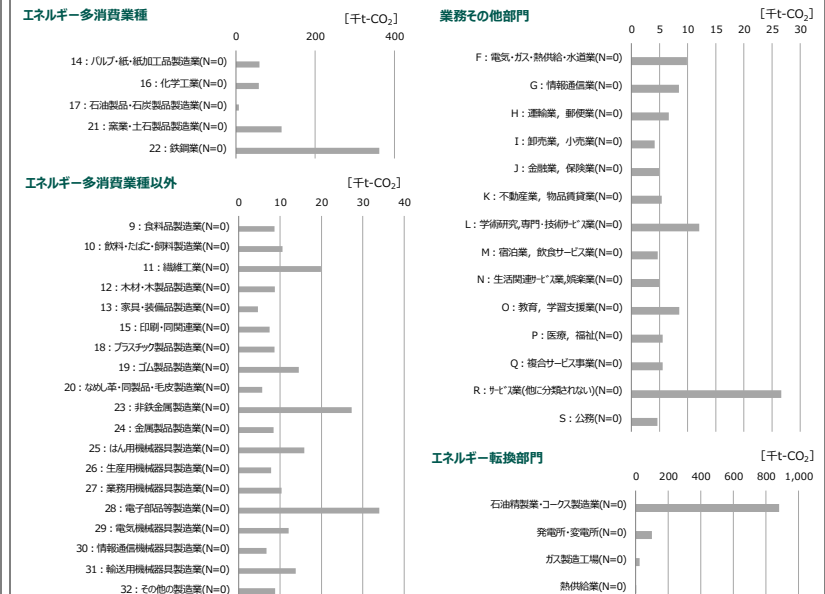 エネルギー多消費業種
[千t-CO₂]
0 200 400
14：パルプ・紙・紙加工品製造業(N=0)
16：化学工業(N=0)
17：石油製品・石炭製品製造業(N=0)
21：窯業・土石製品製造業(N=0)
22：鉄鋼業(N=0)
エネルギー多消費業種以外
[千t-CO₂]
0 10 20 30 40
9：食料品製造業(N=0)
10：飲料・たばこ・飼料製造業(N=0)
11：繊維工業(N=0)
12：木材・木製品製造業(N=0)
13：家具・装備品製造業(N=0)
15：印刷・同関連業(N=0)
18：プラスチック製品製造業(N=0)
19：ゴム製品製造業(N=0)
20：なめし革・同製品・毛皮製造業(N=0)
23：非鉄金属製造業(N=0)
24：金属製品製造業(N=0)
25：はん用機械器具製造業(N=0)
26：生産用機械器具製造業(N=0)
27：業務用機械器具製造業(N=0)
28：電子部品等製造業(N=0)
29：電気機械器具製造業(N=0)
30：情報通信機械器具製造業(N=0)
31：輸送用機械器具製造業(N=0)
32：その他の製造業(N=0)
業務その他部門
[千t-CO₂]
0 5 10 15 20 25 30
F：電気・ガス・熱供給・水道業(N=0)
G：情報通信業(N=0)
H：運輸業，郵便業(N=0)
I：卸売業，小売業(N=0)
J：金融業，保険業(N=0)
K：不動産業，物品賃貸業(N=0)
L：学術研究,専門・技術ｻｰﾋﾞｽ業(N=0)
M：宿泊業，飲食サービス業(N=0)
N：生活関連ｻｰﾋﾞｽ業,娯楽業(N=0)
O：教育，学習支援業(N=0)
P：医療，福祉(N=0)
Q：複合サービス事業(N=0)
R：ｻｰﾋﾞｽ業(他に分類されない)(N=0)
S：公務(N=0)
エネルギー転換部門
[千t-CO₂]
0 200 400 600 800 1,000
石油精製業・コークス製造業(N=0)
発電所・変電所(N=0)
ガス製造工場(N=0)
熱供給業(N=0)